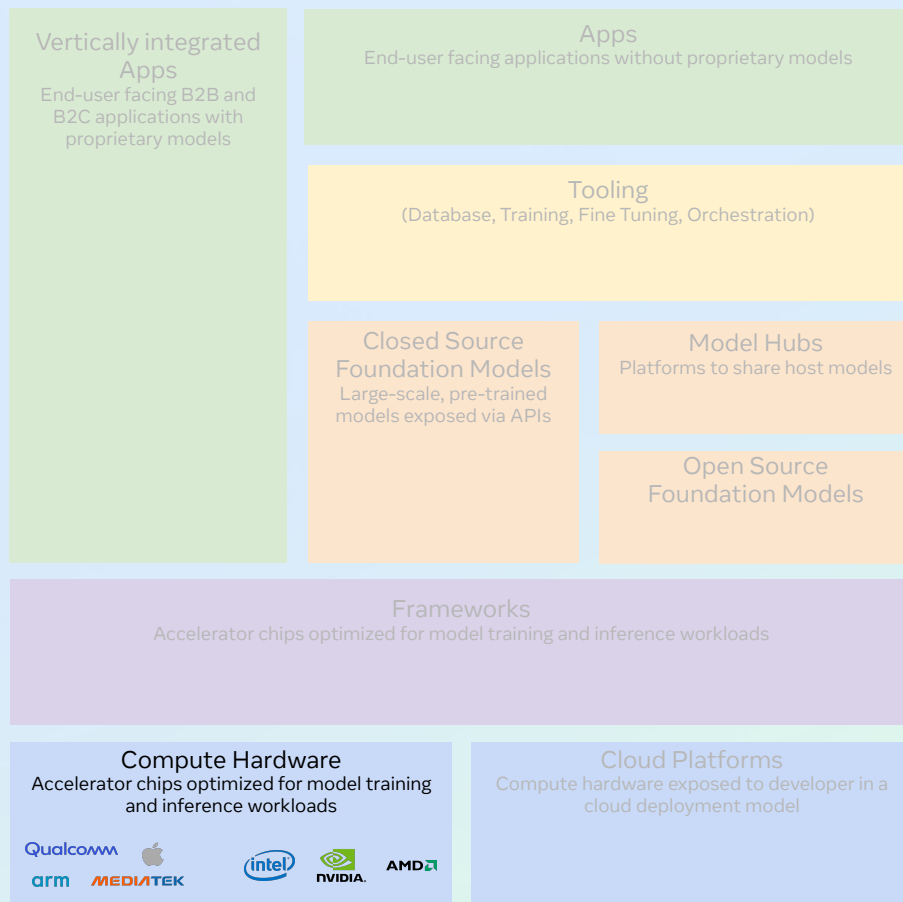 Vertically integrated
Apps
End-user facing B2B and
B2C applications with
proprietary models
Apps
End-user facing applications without proprietary models
Tooling
(Database, Training, Fine Tuning, Orchestration)
Closed Source
Foundation Models
Large-scale, pre-trained
models exposed via APIs
Model Hubs
Platforms to share host models
Open Source
Foundation Models
Frameworks
Accelerator chips optimized for model training and inference workloads
Compute Hardware
Accelerator chips optimized for model training
and inference workloads
Qualcomm
arm MEDIATEK
intel
NVIDIA.
AMD
Cloud Platforms
Compute hardware exposed to developer in a
cloud deployment model